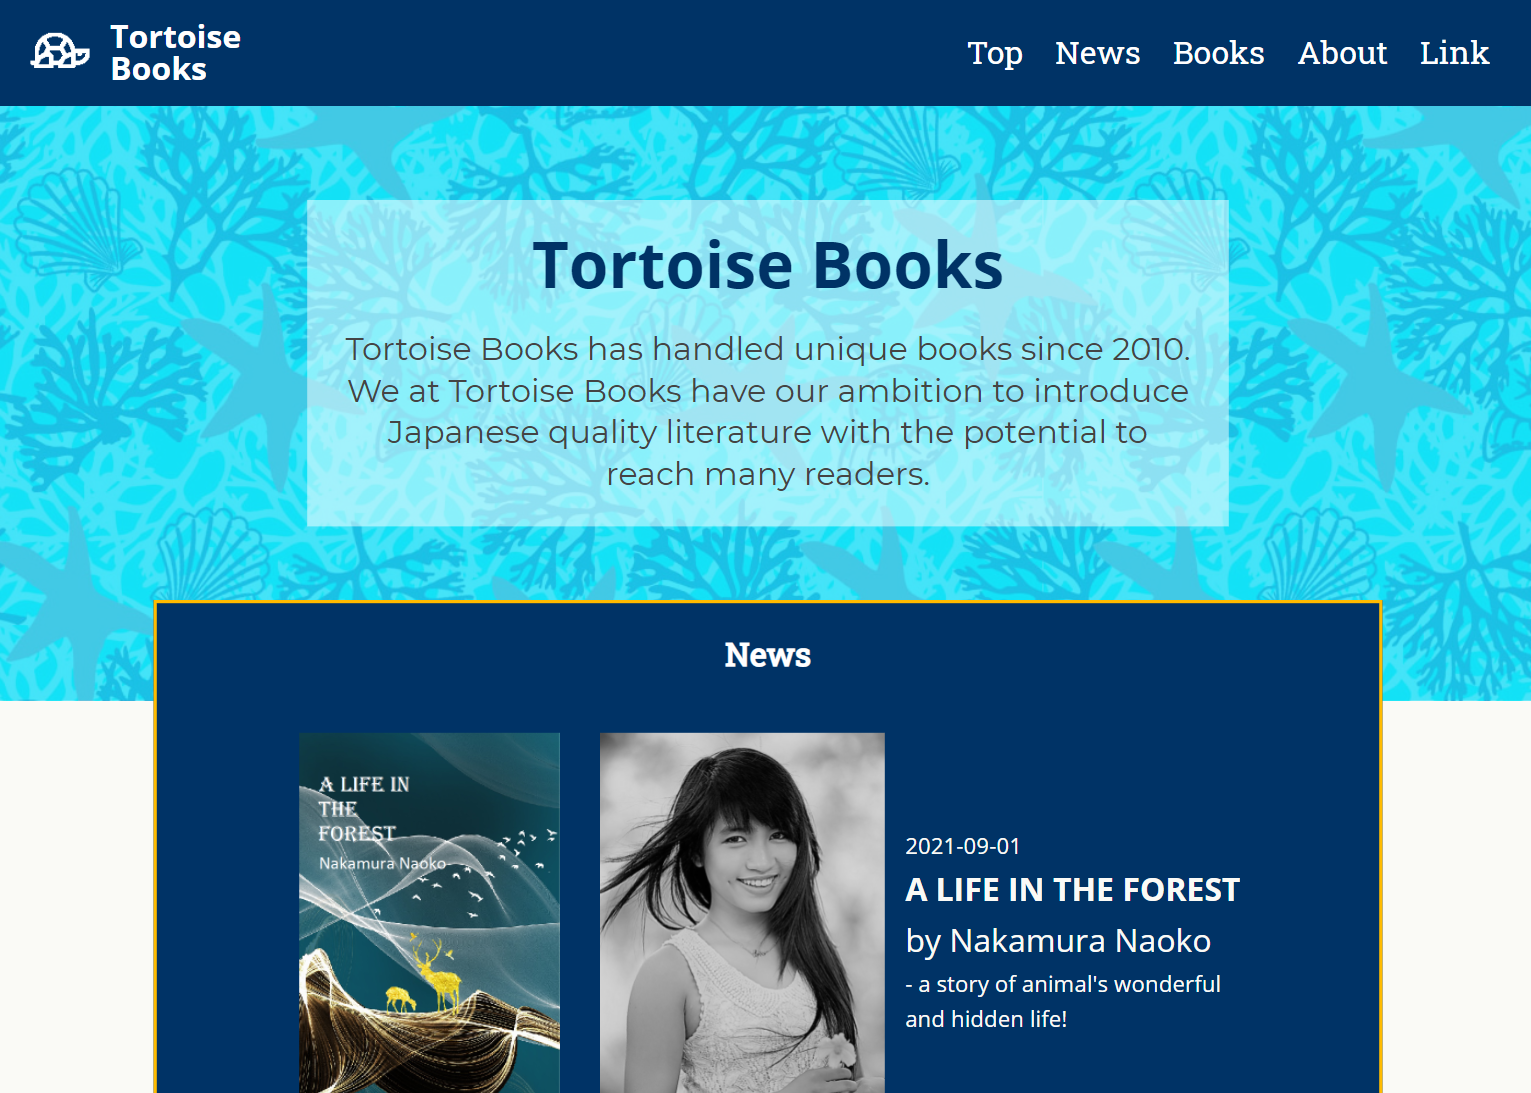 Tortoise
Books
Top News Books About Link
Tortoise Books
Tortoise Books has handled unique books since 2010.
We at Tortoise Books have our ambition to introduce
Japanese quality literature with the potential to
reach many readers.
News
A LIFE IN
THE
FOREST
Nakamura Naoko
2021-09-01
A LIFE IN THE FOREST
by Nakamura Naoko
- a story of animal's wonderful
and hidden life!